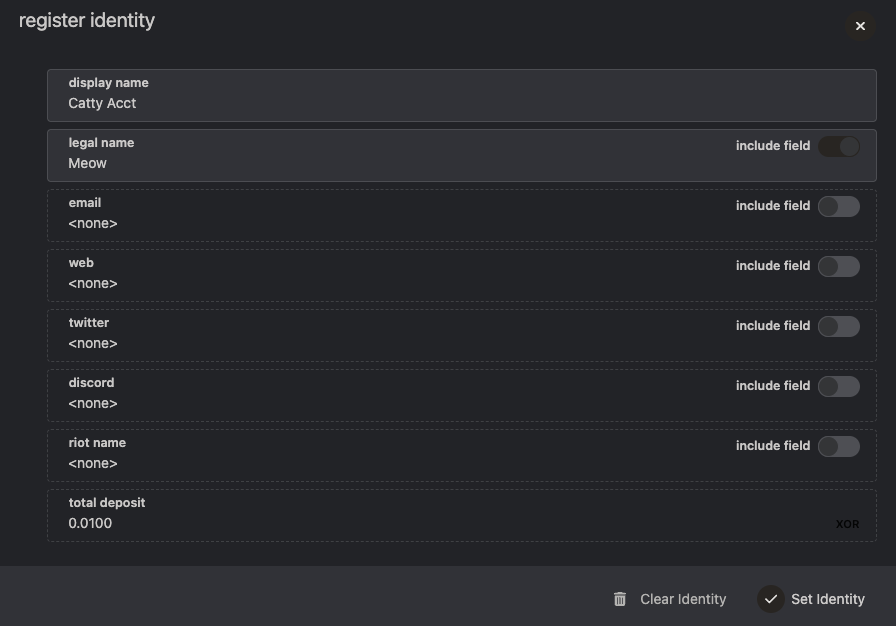 register identity
display name
Catty Acct
legal name
Meow
include field
email
<none>
include field
web
<none>
include field
twitter
<none>
include field
discord
<none>
include field
riot name
<none>
include field
total deposit
0.0100
XOR
Clear Identity
Set Identity